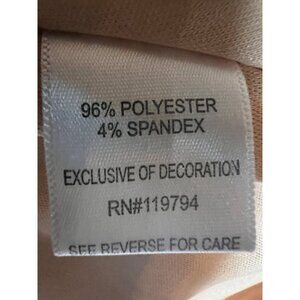 96% POLYESTER
4% SPANDEX
EXCLUSIVE OF DECORATION
RN#119794
SEE REVERSE FOR CARE